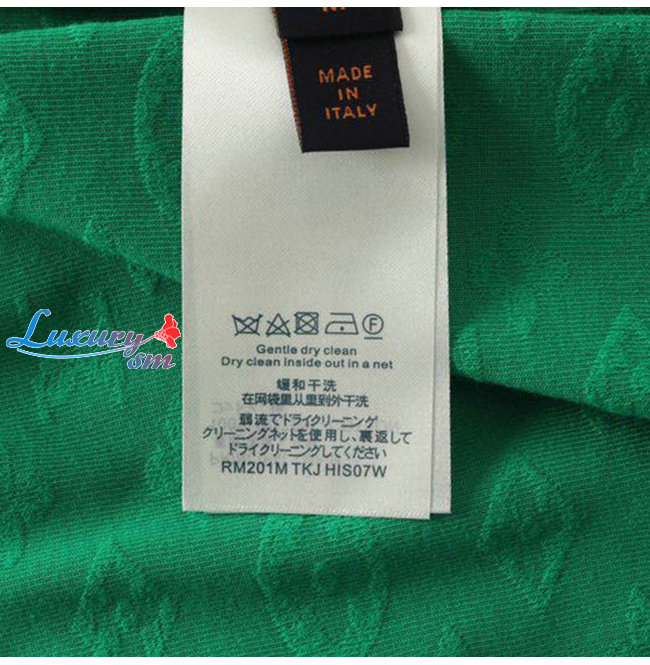 M
MADE
IN
ITALY
Luxury
sm
F
Gentle dry clean
Dry clean inside out in a net
缓和干洗
在网袋里从里到外干洗
弱流でドライクリーニング
クリーニングネットを使用し、裏返して
ドライクリーニングしてください
RM201M TKJ HIS07W